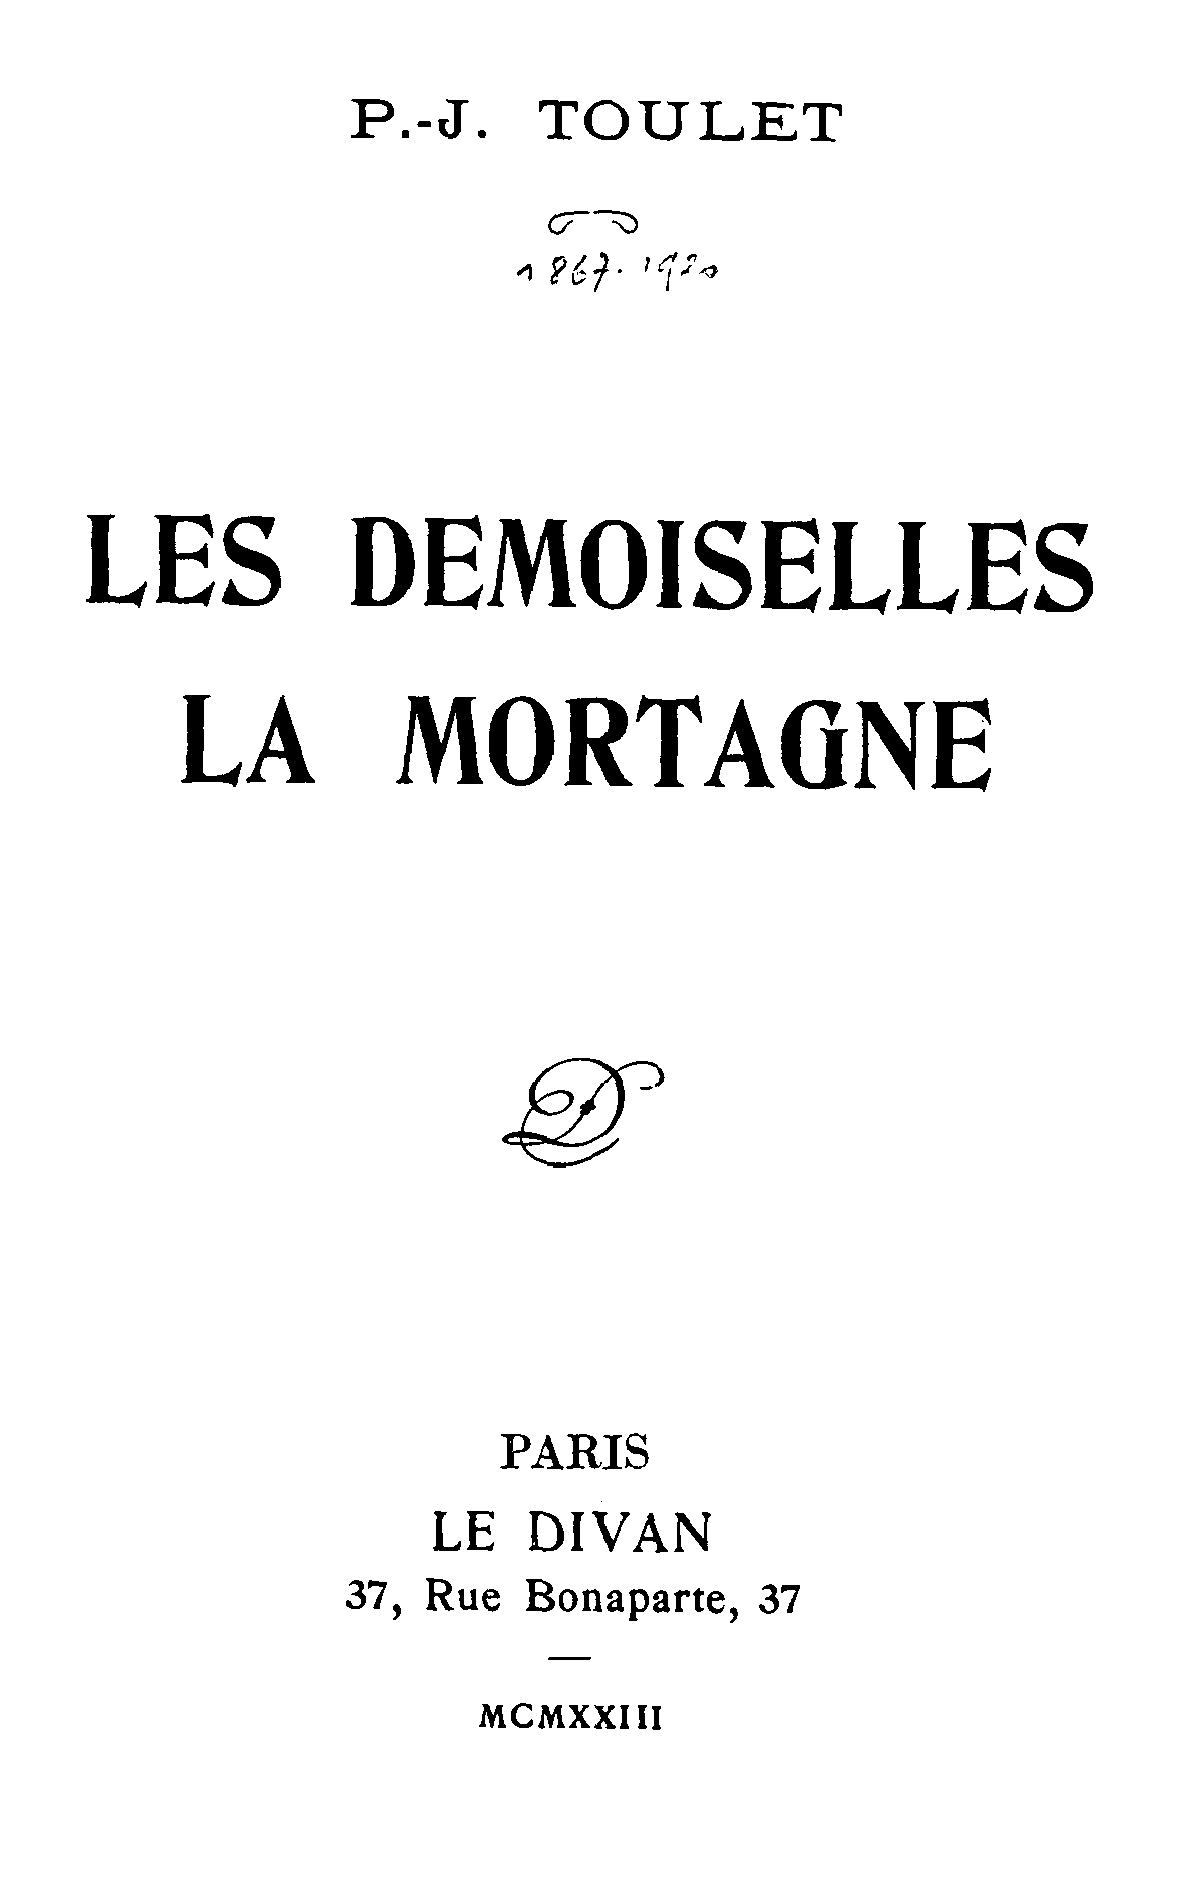 P.-J. TOULET
1867. 1920
LES DEMOISELLES
LA MORTAGNE
D
PARIS
LE DIVAN
37, Rue Bonaparte, 37
MCMXXIII